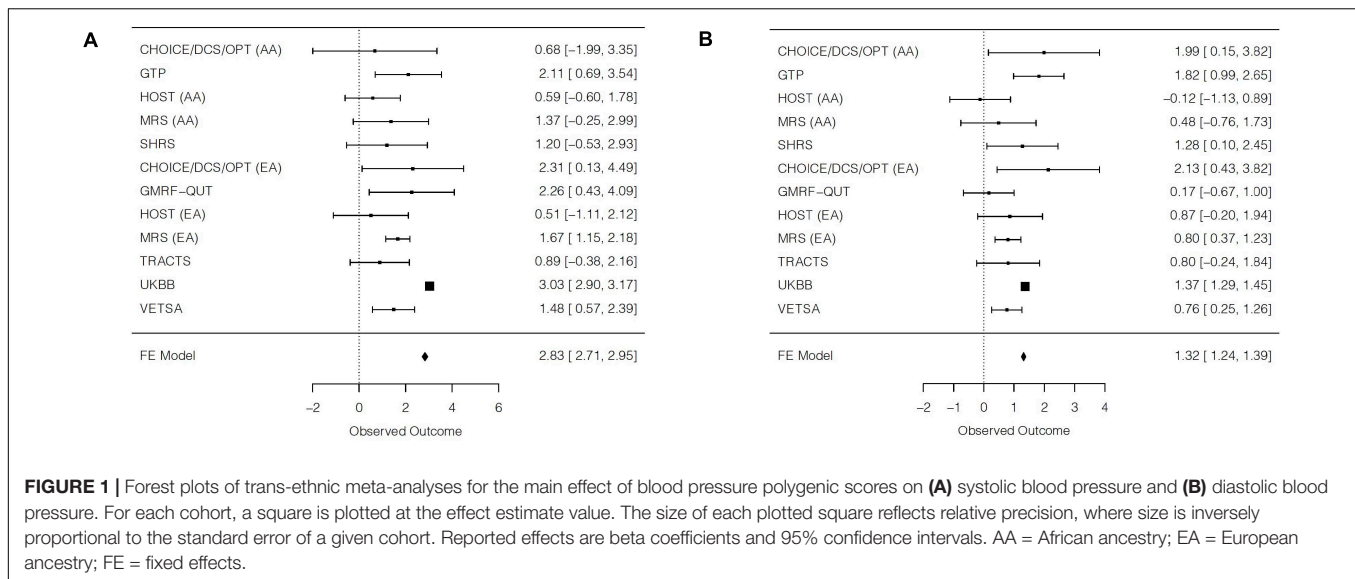 A
CHOICE/DCS/OPT (AA) 0.68 [−1.99, 3.35]
GTP 2.11 [ 0.69, 3.54]
HOST (AA) 0.59 [−0.60, 1.78]
MRS (AA) 1.37 [−0.25, 2.99]
SHRS 1.20 [−0.53, 2.93]
CHOICE/DCS/OPT (EA) 2.31 [ 0.13, 4.49]
GMRF−QUT 2.26 [ 0.43, 4.09]
HOST (EA) 0.51 [−1.11, 2.12]
MRS (EA) 1.67 [ 1.15, 2.18]
TRACTS 0.89 [−0.38, 2.16]
UKBB 3.03 [ 2.90, 3.17]
VETSA 1.48 [ 0.57, 2.39]
FE Model 2.83 [ 2.71, 2.95]
−2 0 2 4 6
Observed Outcome
B
CHOICE/DCS/OPT (AA) 1.99 [ 0.15, 3.82]
GTP 1.82 [ 0.99, 2.65]
HOST (AA) −0.12 [−1.13, 0.89]
MRS (AA) 0.48 [−0.76, 1.73]
SHRS 1.28 [ 0.10, 2.45]
CHOICE/DCS/OPT (EA) 2.13 [ 0.43, 3.82]
GMRF−QUT 0.17 [−0.67, 1.00]
HOST (EA) 0.87 [−0.20, 1.94]
MRS (EA) 0.80 [ 0.37, 1.23]
TRACTS 0.80 [−0.24, 1.84]
UKBB 1.37 [ 1.29, 1.45]
VETSA 0.76 [ 0.25, 1.26]
FE Model 1.32 [ 1.24, 1.39]
−2 −1 0 1 2 3 4
Observed Outcome
FIGURE 1 | Forest plots of trans-ethnic meta-analyses for the main effect of blood pressure polygenic scores on (A) systolic blood pressure and (B) diastolic blood
pressure. For each cohort, a square is plotted at the effect estimate value. The size of each plotted square reflects relative precision, where size is inversely
proportional to the standard error of a given cohort. Reported effects are beta coefficients and 95% confidence intervals. AA = African ancestry; EA = European
ancestry; FE = fixed effects.